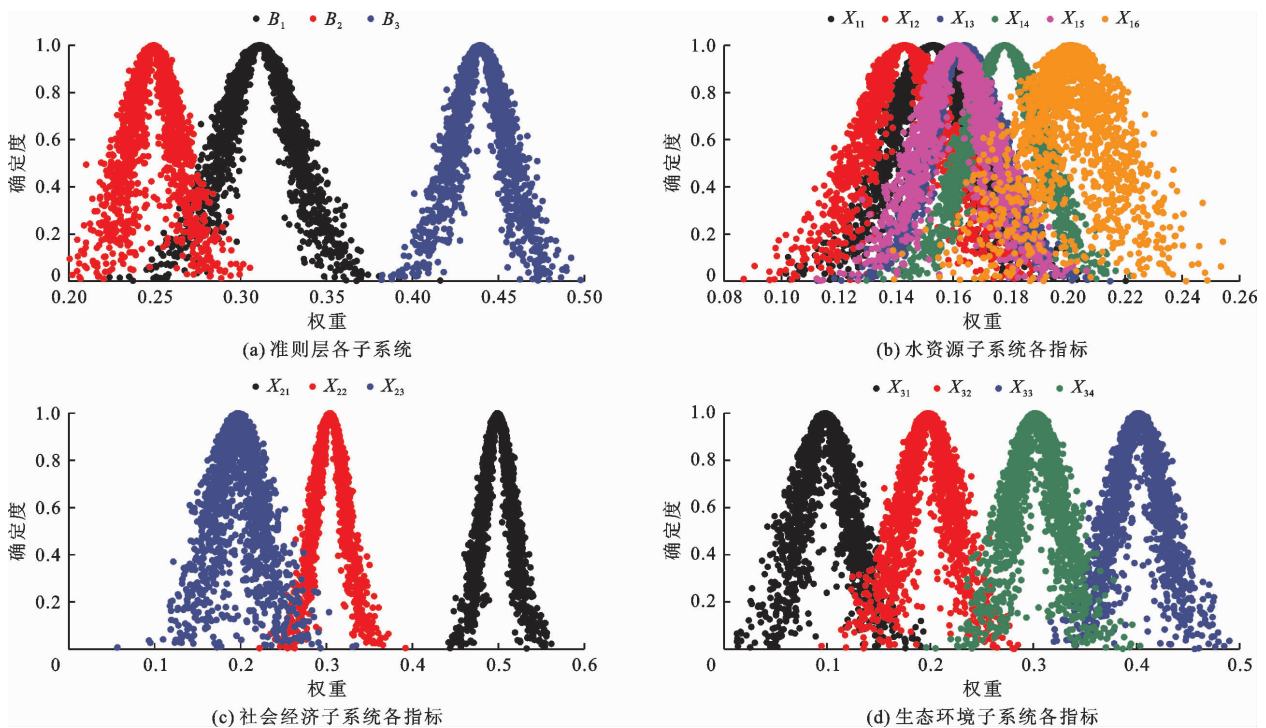 B₁ B₂ B₃
1.0
0.8
0.6
0.4
0.2
0
确定度
0.20 0.25 0.30 0.35 0.40 0.45 0.50
权重
(a) 准则层各子系统
X₁₁ X₁₂ X₁₃ X₁₄ X₁₅ X₁₆
1.0
0.8
0.6
0.4
0.2
0
确定度
0.08 0.10 0.12 0.14 0.16 0.18 0.20 0.22 0.24 0.26
权重
(b) 水资源子系统各指标
X₂₁ X₂₂ X₂₃
1.0
0.8
0.6
0.4
0.2
确定度
0 0.1 0.2 0.3 0.4 0.5 0.6
权重
(c) 社会经济子系统各指标
X₃₁ X₃₂ X₃₃ X₃₄
1.0
0.8
0.6
0.4
0.2
确定度
0 0.1 0.2 0.3 0.4 0.5
权重
(d) 生态环境子系统各指标